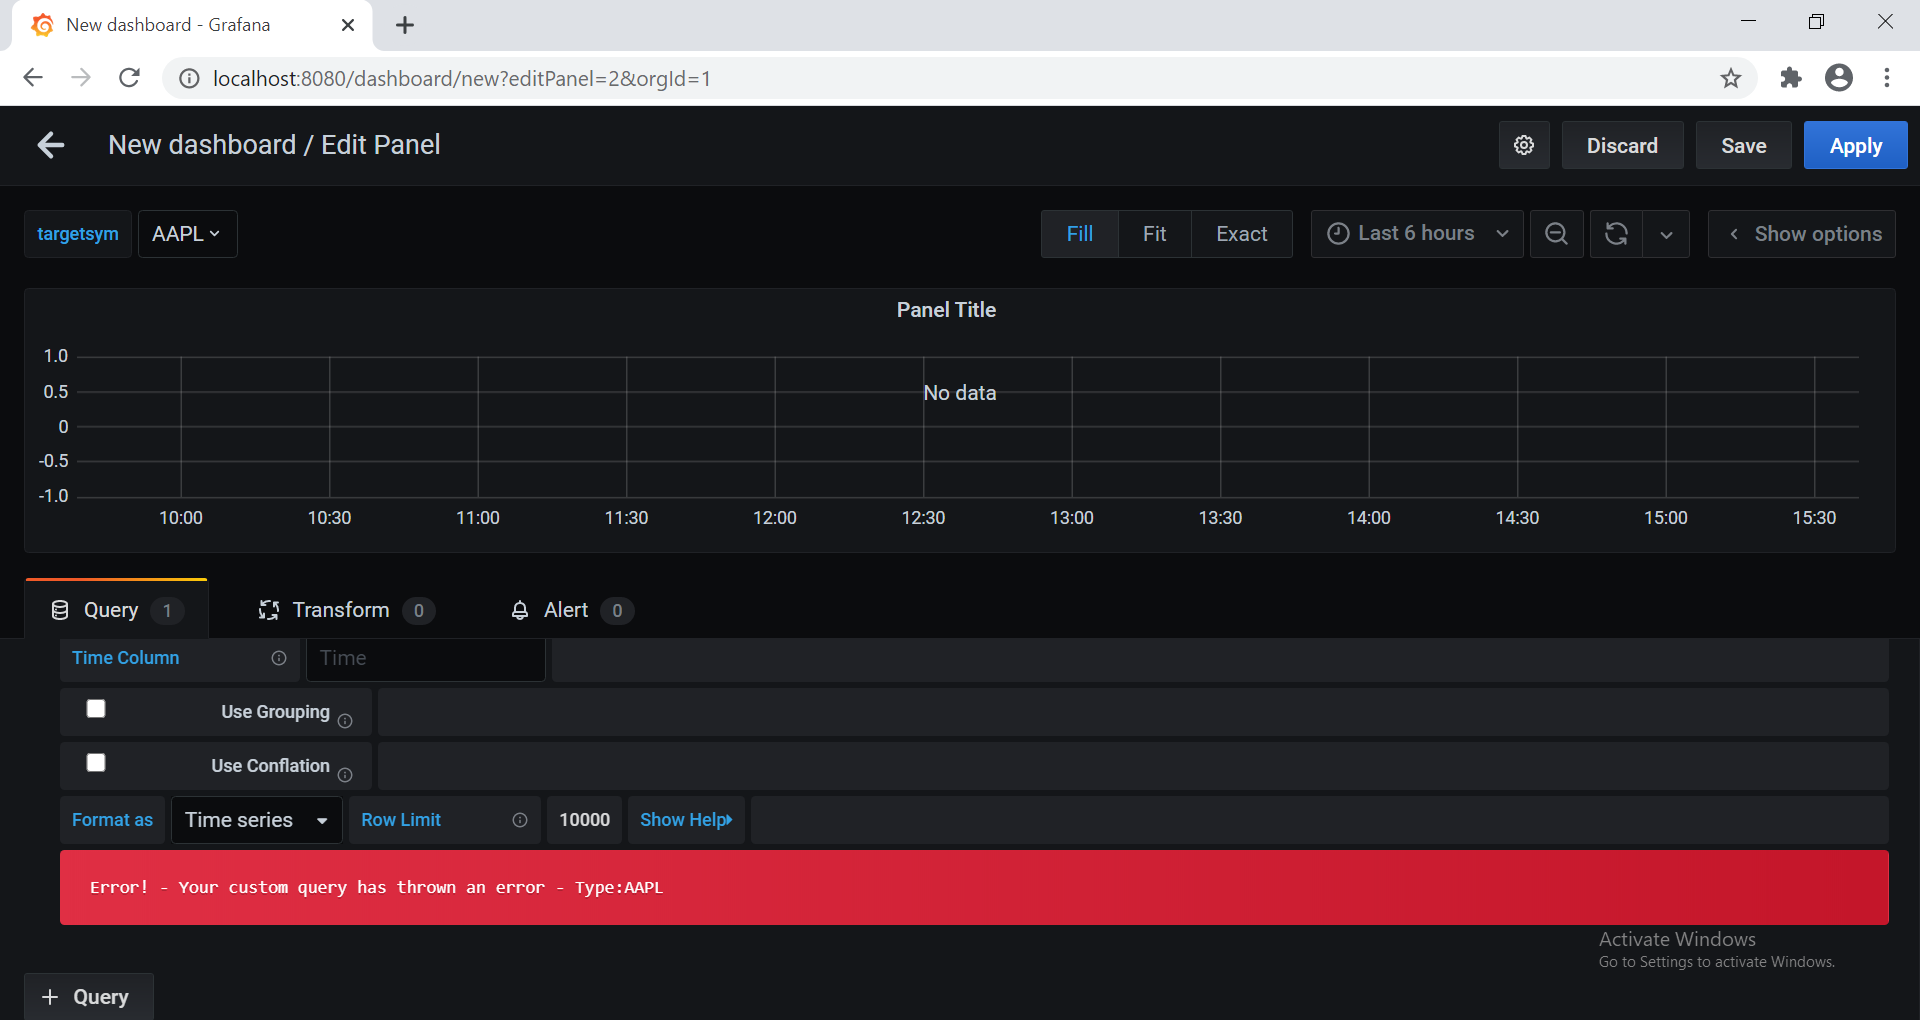 New dashboard - Grafana
localhost:8080/dashboard/new?editPanel=2&orgId=1
New dashboard / Edit Panel
Discard
Save
Apply
targetsym
AAPL
Fill
Fit
Exact
Last 6 hours
Show options
Panel Title
1.0
0.5
0
-0.5
-1.0
No data
10:00
10:30
11:00
11:30
12:00
12:30
13:00
13:30
14:00
14:30
15:00
15:30
Query 1
Transform 0
Alert 0
Time Column
Time
Use Grouping
Use Conflation
Format as
Time series
Row Limit
10000
Show Help
Error! - Your custom query has thrown an error - Type:AAPL
Activate Windows
Go to Settings to activate Windows.
+ Query